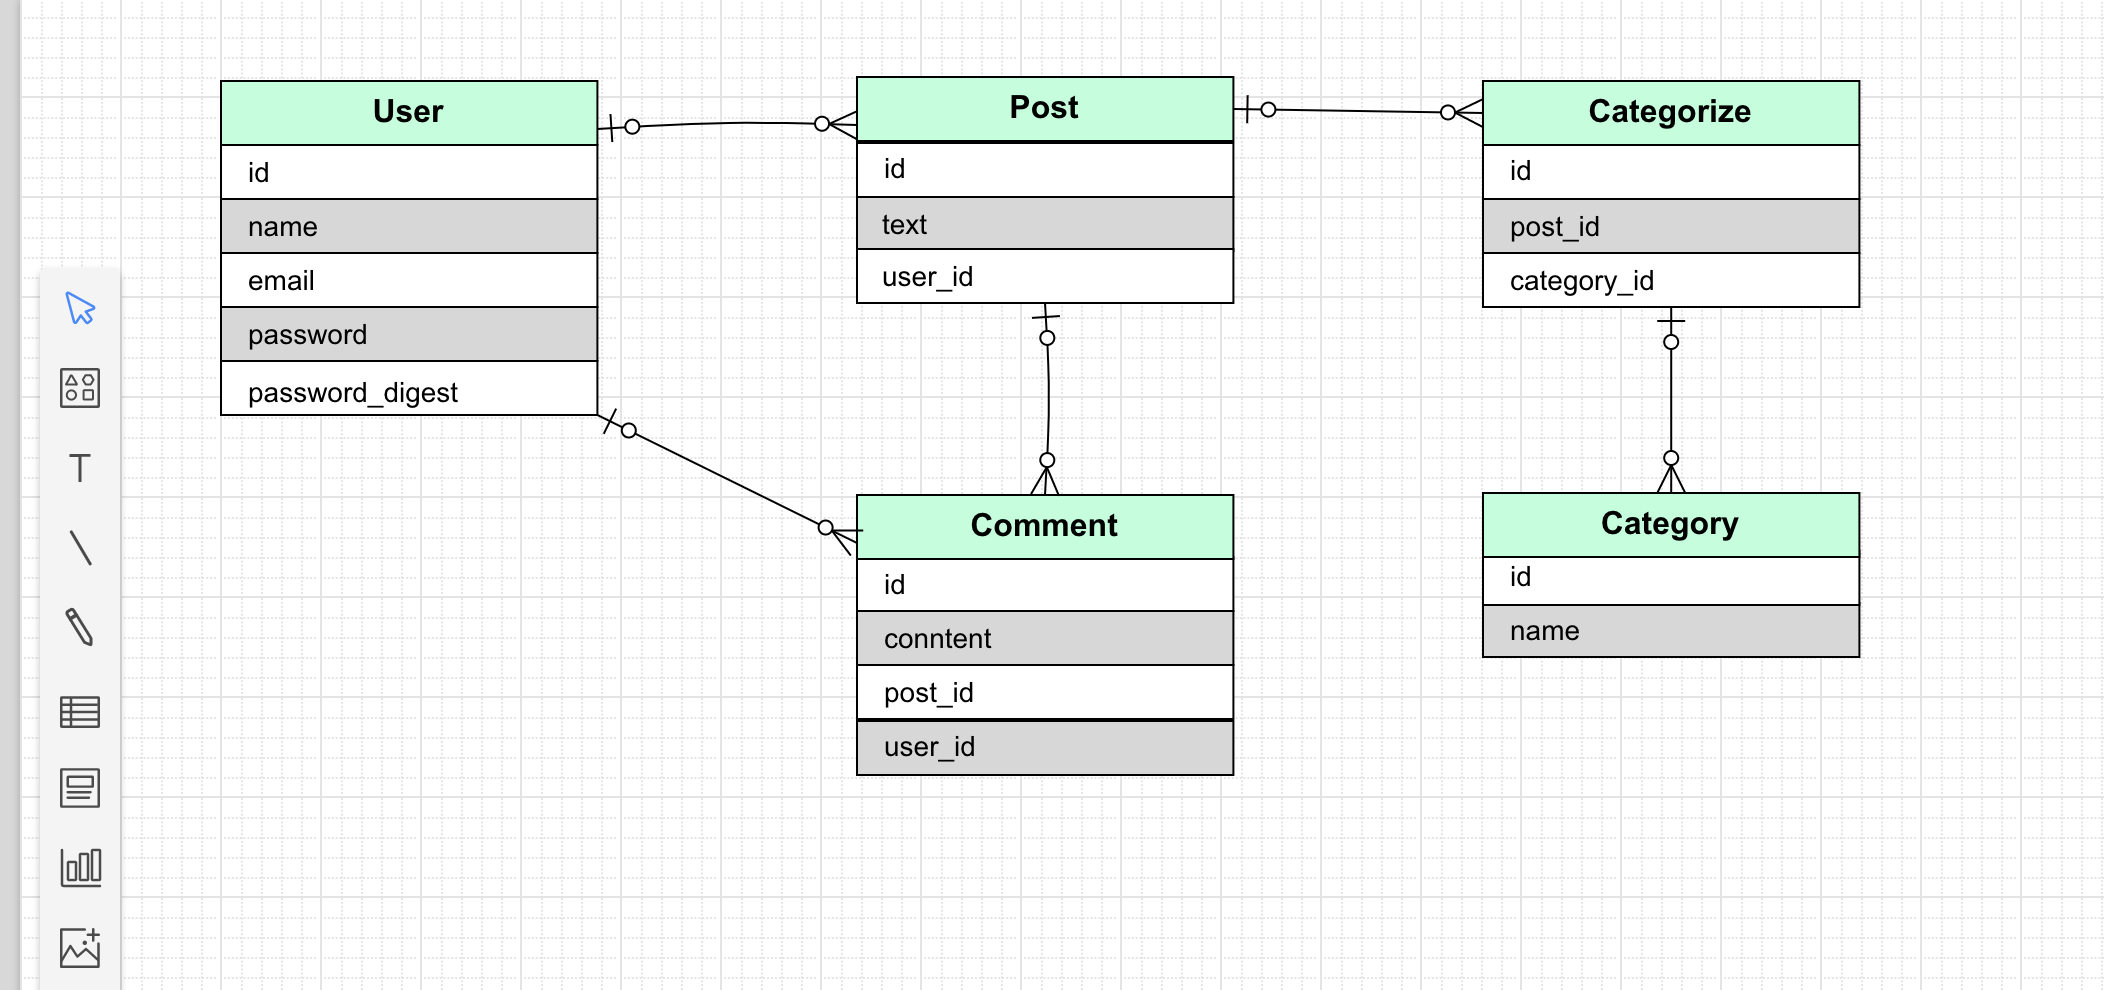 User
id
name
email
password
password_digest
Post
id
text
user_id
Categorize
id
post_id
category_id
Comment
id
conntent
post_id
user_id
Category
id
name
T